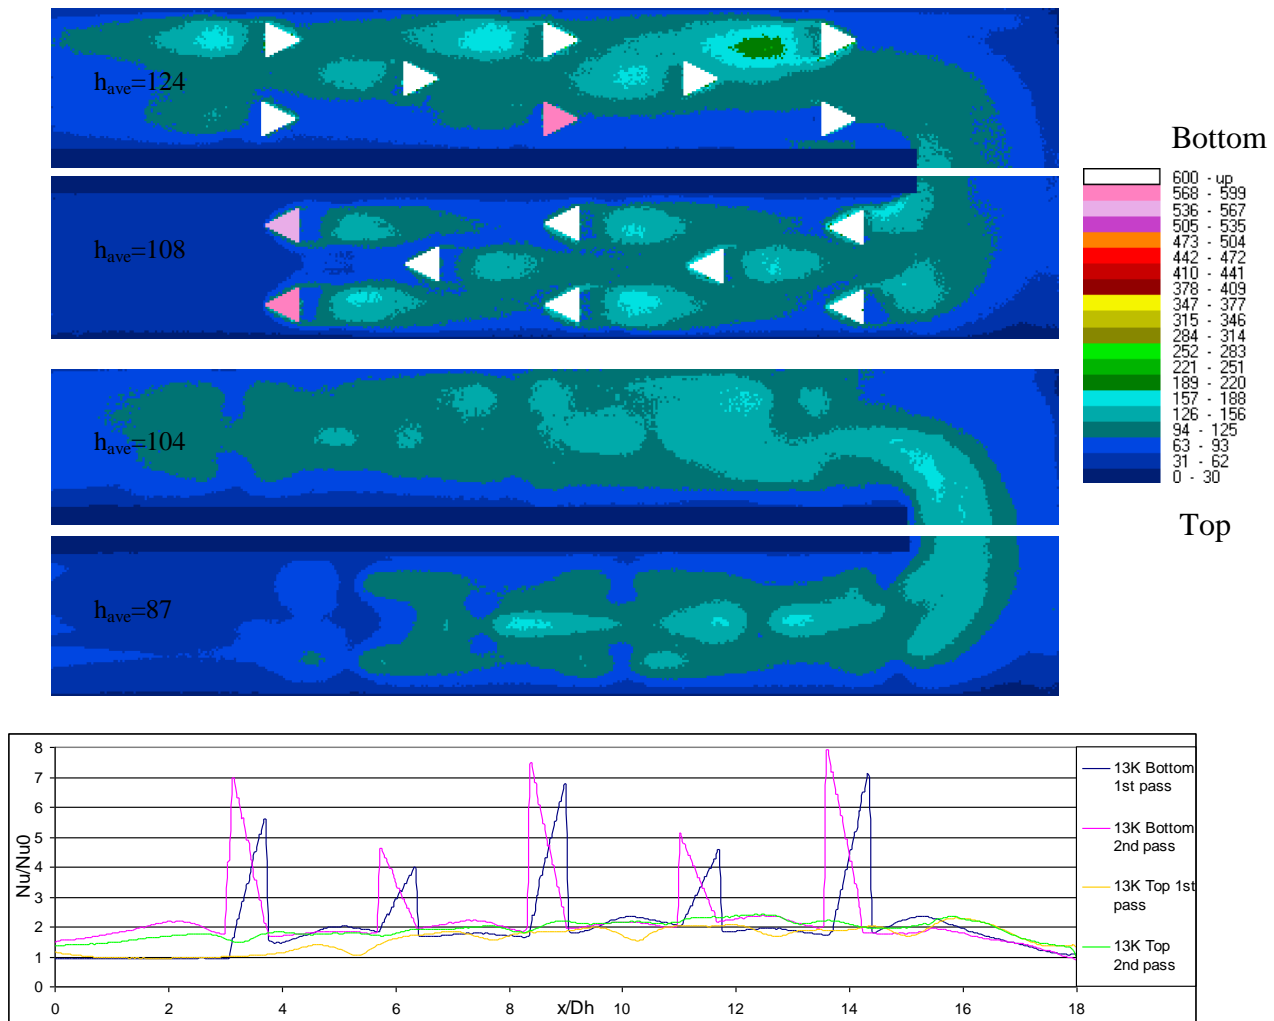 h_ave=124
h_ave=108
h_ave=104
h_ave=87
Bottom
600 - up
568 - 599
536 - 567
505 - 535
473 - 504
442 - 472
410 - 441
378 - 409
347 - 377
315 - 346
284 - 314
252 - 283
221 - 251
189 - 220
157 - 188
126 - 156
94 - 125
63 - 93
31 - 62
0 - 30
Top
Nu/Nu0
8
7
6
5
4
3
2
1
0
0 2 4 6 8 10 12 14 16 18
x/Dh
13K Bottom
1st pass
13K Bottom
2nd pass
13K Top 1st
pass
13K Top
2nd pass